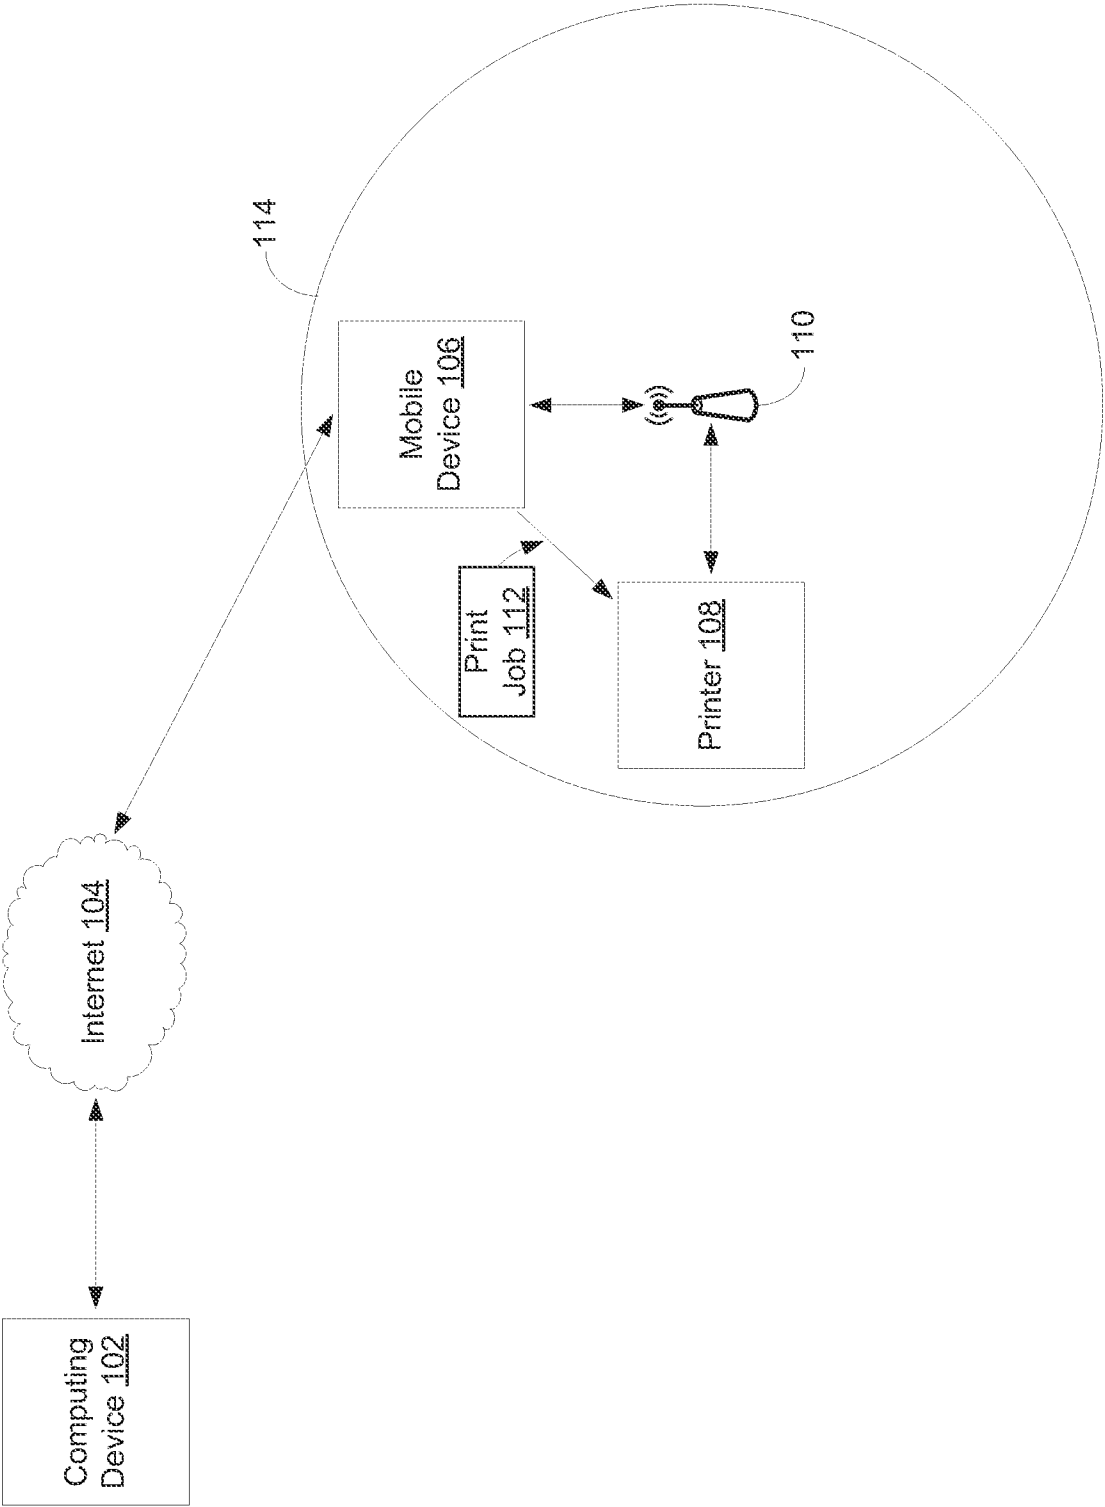 Computing
Device 102
Internet 104
114
Mobile
Device 106
Print
Job 112
Printer 108
110